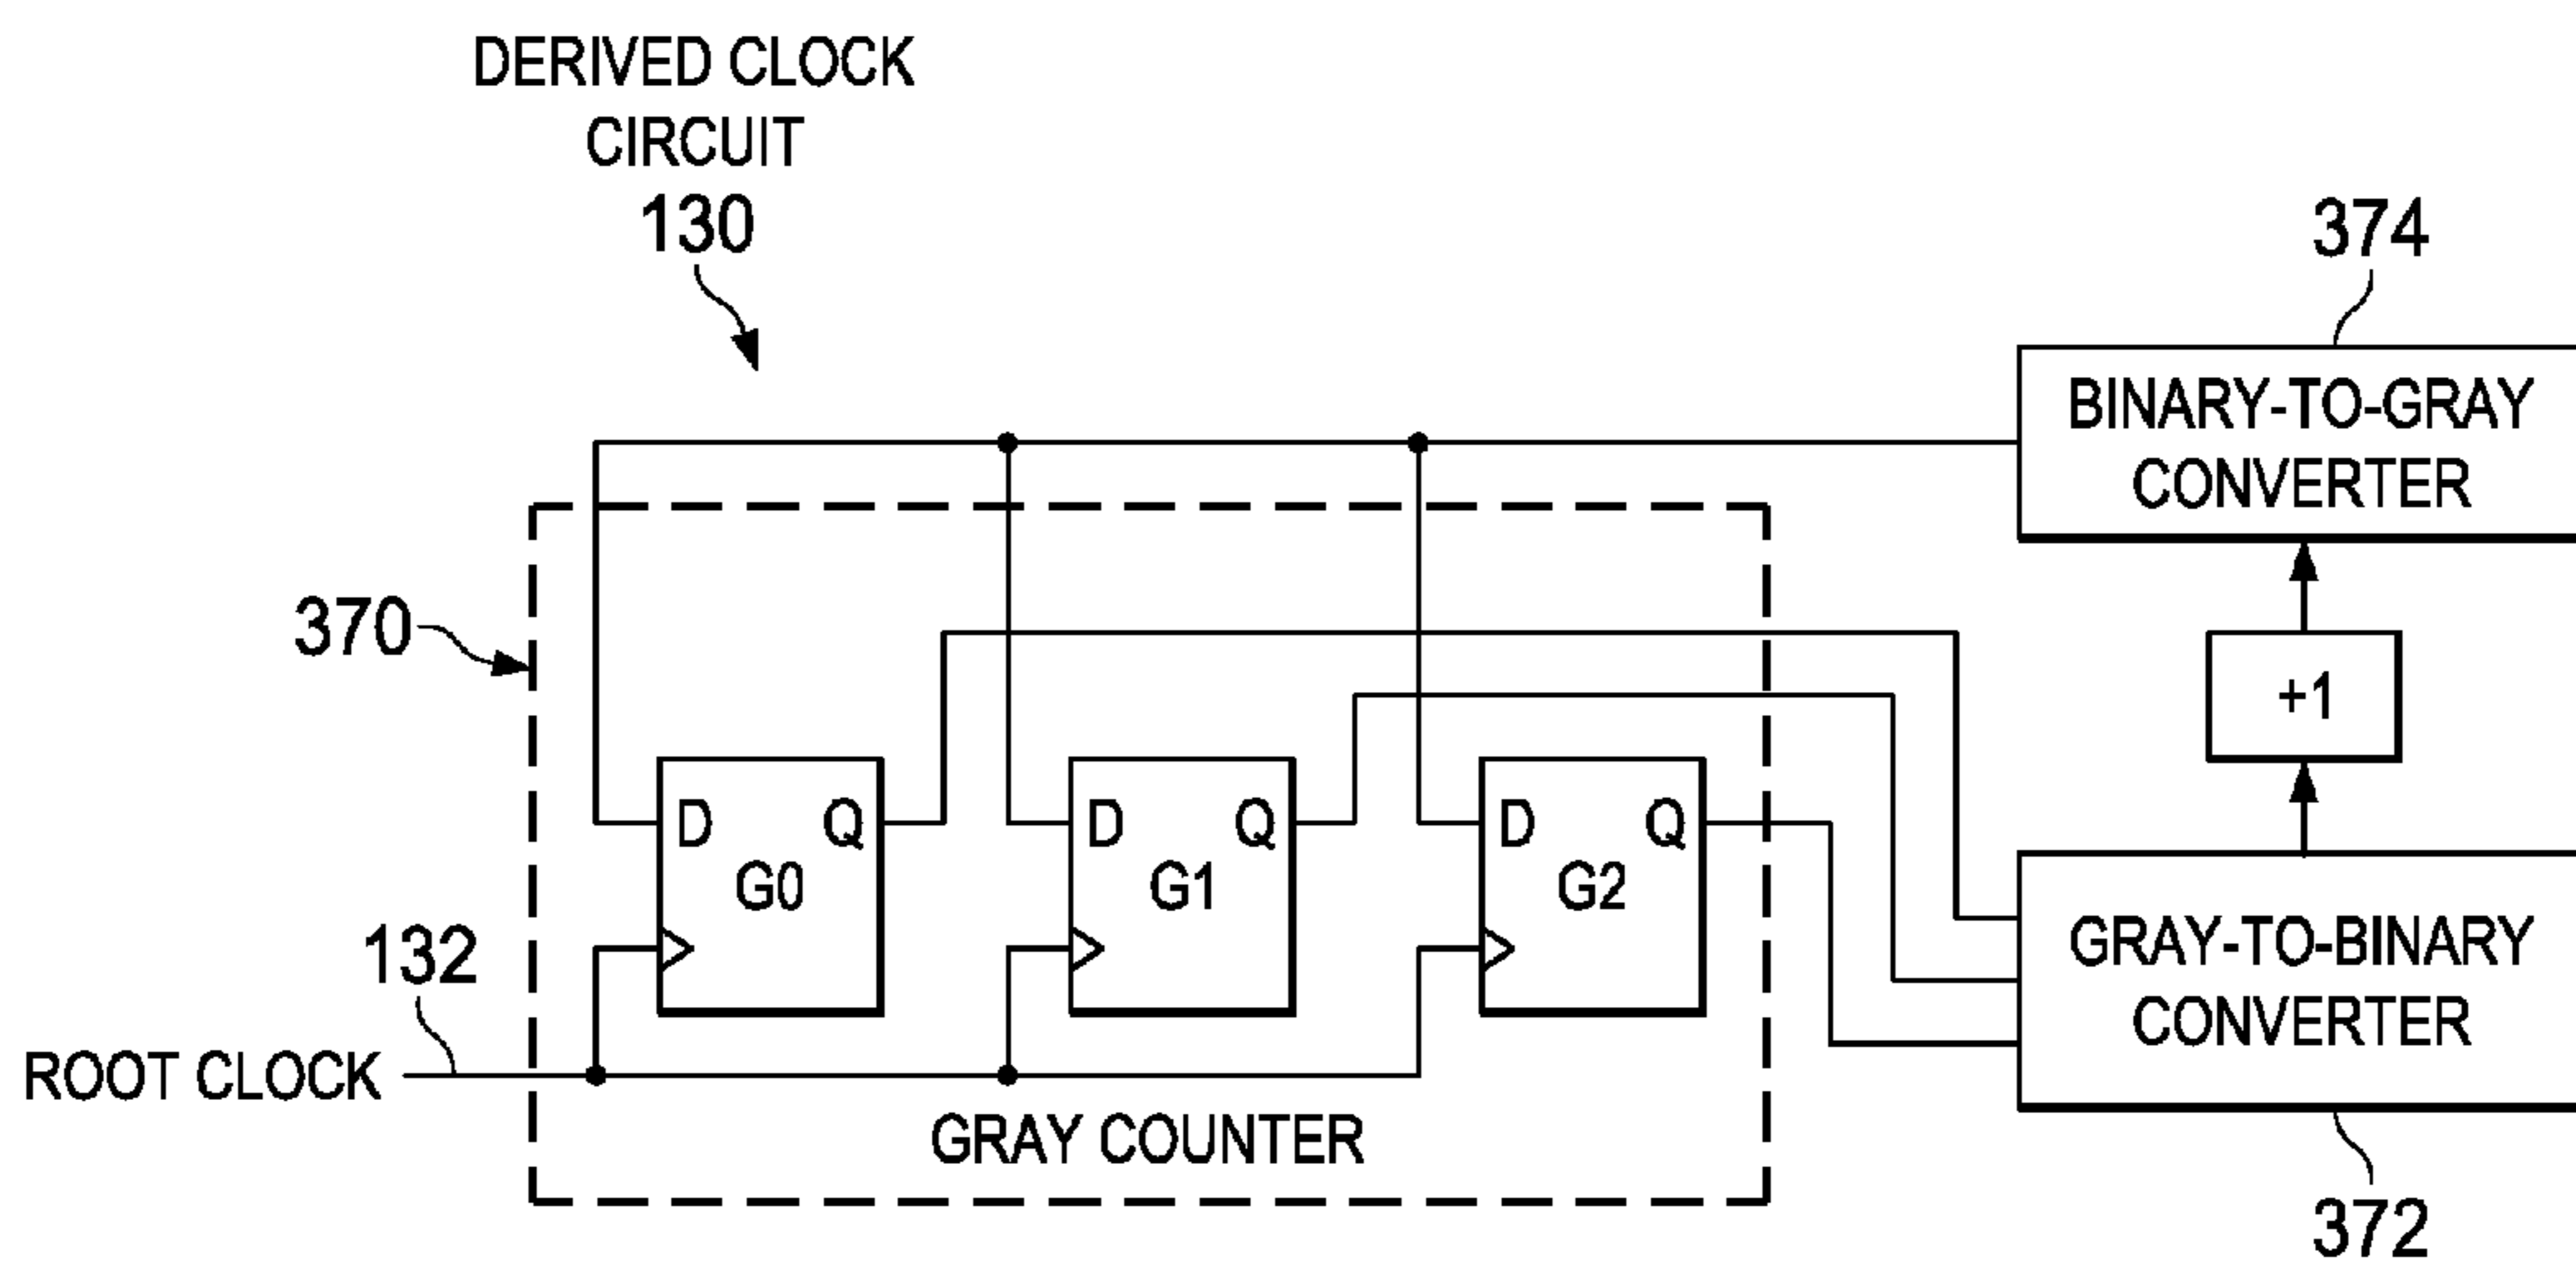 DERIVED CLOCK
CIRCUIT
130
374
BINARY-TO-GRAY
CONVERTER
370
+1
D Q
G0
D Q
G1
D Q
G2
132
GRAY-TO-BINARY
CONVERTER
ROOT CLOCK
GRAY COUNTER
372